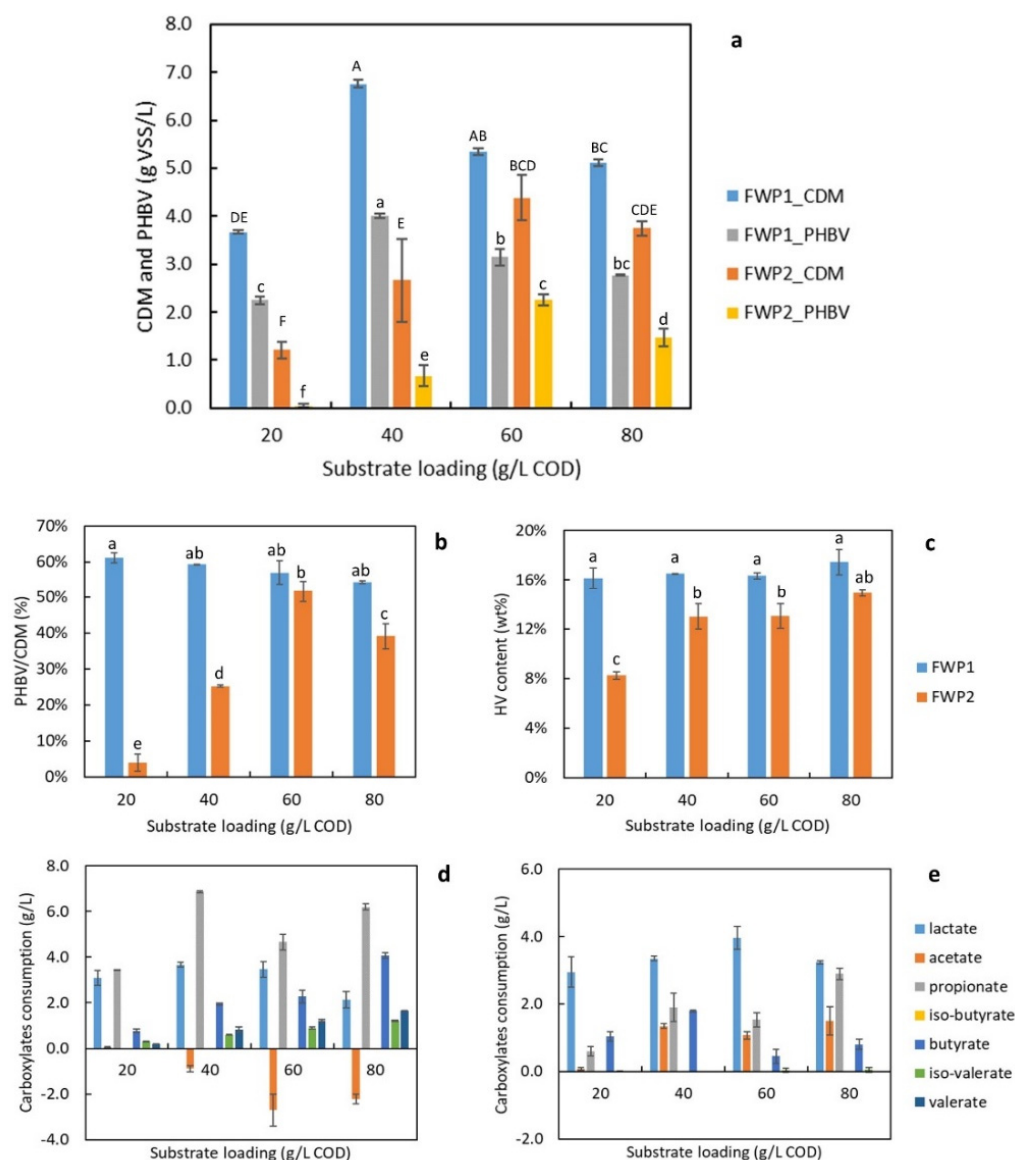 a
CDM and PHBV (g VSS/L)
8.0
7.0
6.0
5.0
4.0
3.0
2.0
1.0
0.0
DE
c
F
f
A
a
E
e
AB
b
BCD
c
BC
bc
CDE
d
20 40 60 80
Substrate loading (g/L COD)
FWP1_CDM
FWP1_PHBV
FWP2_CDM
FWP2_PHBV
b
PHBV/CDM (%)
70%
60%
50%
40%
30%
20%
10%
0%
a
e
ab
d
ab
b
ab
c
20 40 60 80
Substrate loading (g/L COD)
c
HV content (wt%)
20%
16%
12%
8%
4%
0%
a
c
a
b
a
b
a
ab
20 40 60 80
Substrate loading (g/L COD)
FWP1
FWP2
d
Carboxylates consumption (g/L)
8.0
6.0
4.0
2.0
0.0
-2.0
-4.0
20 40 60 80
Substrate loading (g/L COD)
e
Carboxylates consumption (g/L)
6.0
4.0
2.0
0.0
-2.0
20 40 60 80
Substrate loading (g/L COD)
lactate
acetate
propionate
iso-butyrate
butyrate
iso-valerate
valerate